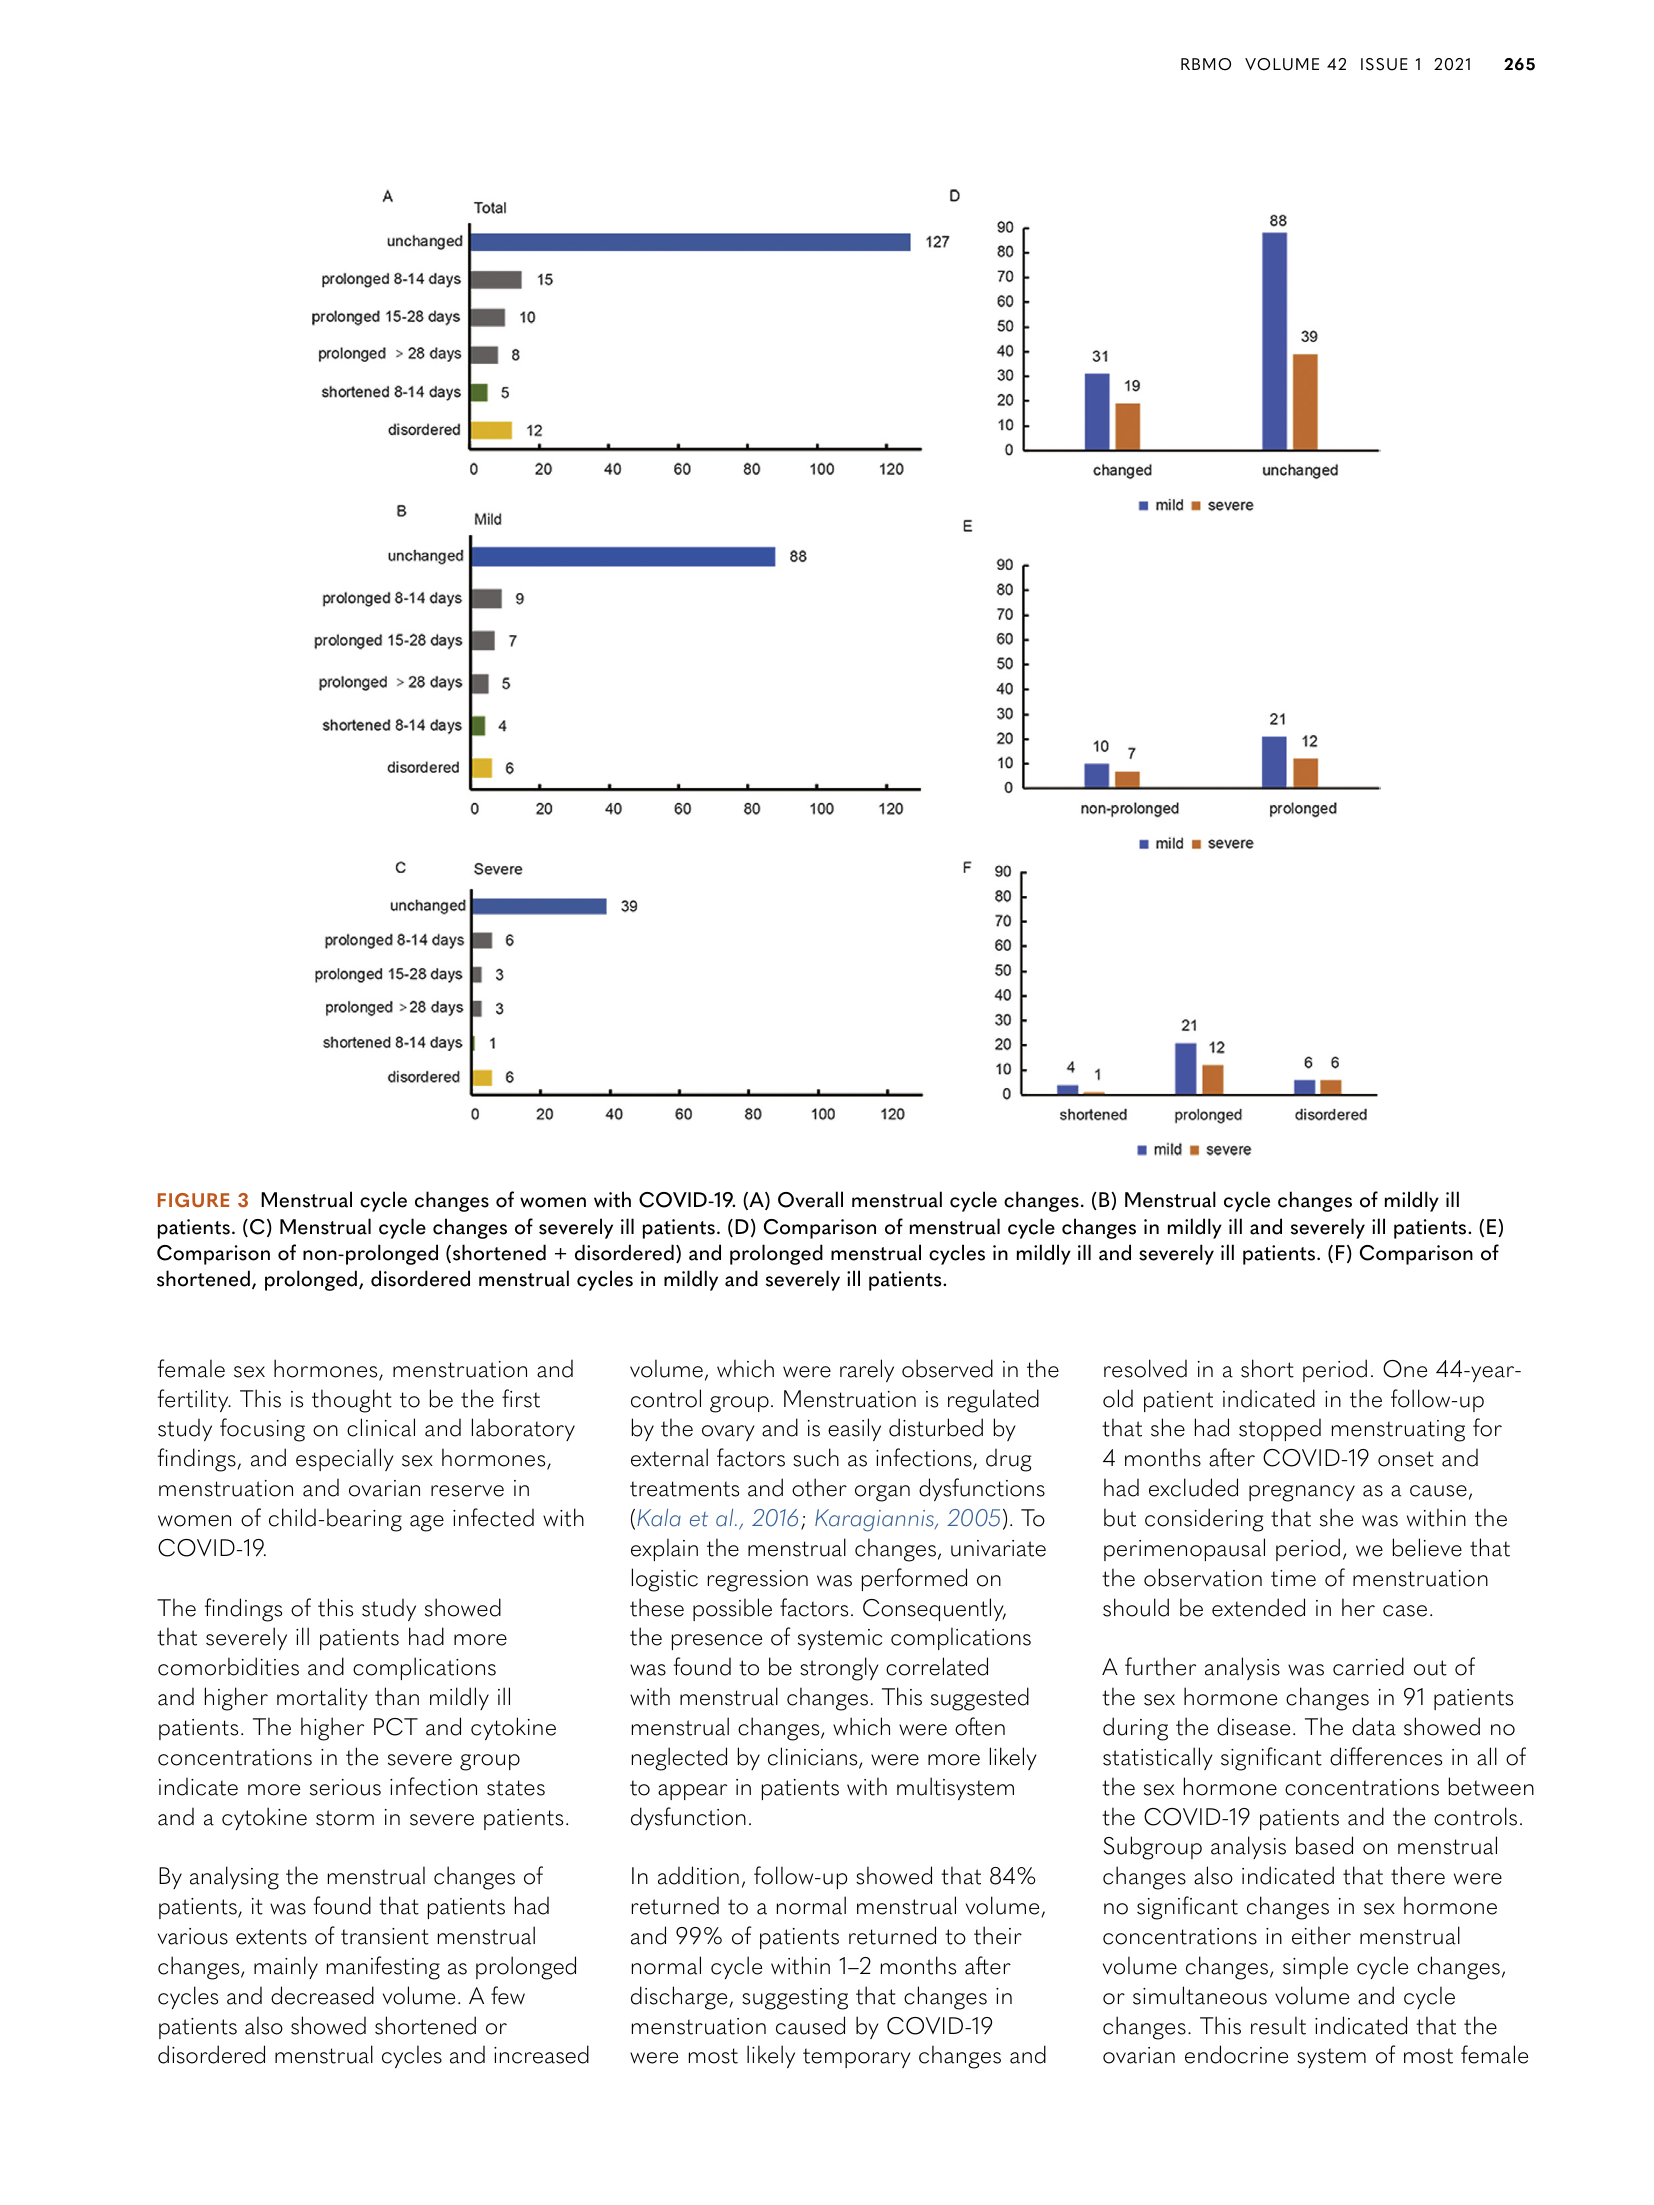 RBMO VOLUME 42 ISSUE 1 2021 265
A
Total
unchanged 127
prolonged 8-14 days 15
prolonged 15-28 days 10
prolonged > 28 days 8
shortened 8-14 days 5
disordered 12
0 20 40 60 80 100 120
B
Mild
unchanged 88
prolonged 8-14 days 9
prolonged 15-28 days 7
prolonged > 28 days 5
shortened 8-14 days 4
disordered 6
0 20 40 60 80 100 120
C
Severe
unchanged 39
prolonged 8-14 days 6
prolonged 15-28 days 3
prolonged >28 days 3
shortened 8-14 days 1
disordered 6
0 20 40 60 80 100 120
D
90
80
70
60
50
40
30
20
10
0
31 19 88 39
changed unchanged
mild severe
E
90
80
70
60
50
40
30
20
10
0
10 7 21 12
non-prolonged prolonged
mild severe
F
90
80
70
60
50
40
30
20
10
0
4 1 21 12 6 6
shortened prolonged disordered
mild severe
FIGURE 3 Menstrual cycle changes of women with COVID-19. (A) Overall menstrual cycle changes. (B) Menstrual cycle changes of mildly ill
patients. (C) Menstrual cycle changes of severely ill patients. (D) Comparison of menstrual cycle changes in mildly ill and severely ill patients. (E)
Comparison of non-prolonged (shortened + disordered) and prolonged menstrual cycles in mildly ill and severely ill patients. (F) Comparison of
shortened, prolonged, disordered menstrual cycles in mildly and severely ill patients.
female sex hormones, menstruation and
fertility. This is thought to be the first
study focusing on clinical and laboratory
findings, and especially sex hormones,
menstruation and ovarian reserve in
women of child-bearing age infected with
COVID-19.
The findings of this study showed
that severely ill patients had more
comorbidities and complications
and higher mortality than mildly ill
patients. The higher PCT and cytokine
concentrations in the severe group
indicate more serious infection states
and a cytokine storm in severe patients.
By analysing the menstrual changes of
patients, it was found that patients had
various extents of transient menstrual
changes, mainly manifesting as prolonged
cycles and decreased volume. A few
patients also showed shortened or
disordered menstrual cycles and increased
volume, which were rarely observed in the
control group. Menstruation is regulated
by the ovary and is easily disturbed by
external factors such as infections, drug
treatments and other organ dysfunctions
(Kala et al., 2016; Karagiannis, 2005). To
explain the menstrual changes, univariate
logistic regression was performed on
these possible factors. Consequently,
the presence of systemic complications
was found to be strongly correlated
with menstrual changes. This suggested
menstrual changes, which were often
neglected by clinicians, were more likely
to appear in patients with multisystem
dysfunction.
In addition, follow-up showed that 84%
returned to a normal menstrual volume,
and 99% of patients returned to their
normal cycle within 1–2 months after
discharge, suggesting that changes in
menstruation caused by COVID-19
were most likely temporary changes and
resolved in a short period. One 44-year-
old patient indicated in the follow-up
that she had stopped menstruating for
4 months after COVID-19 onset and
had excluded pregnancy as a cause,
but considering that she was within the
perimenopausal period, we believe that
the observation time of menstruation
should be extended in her case.
A further analysis was carried out of
the sex hormone changes in 91 patients
during the disease. The data showed no
statistically significant differences in all of
the sex hormone concentrations between
the COVID-19 patients and the controls.
Subgroup analysis based on menstrual
changes also indicated that there were
no significant changes in sex hormone
concentrations in either menstrual
volume changes, simple cycle changes,
or simultaneous volume and cycle
changes. This result indicated that the
ovarian endocrine system of most female